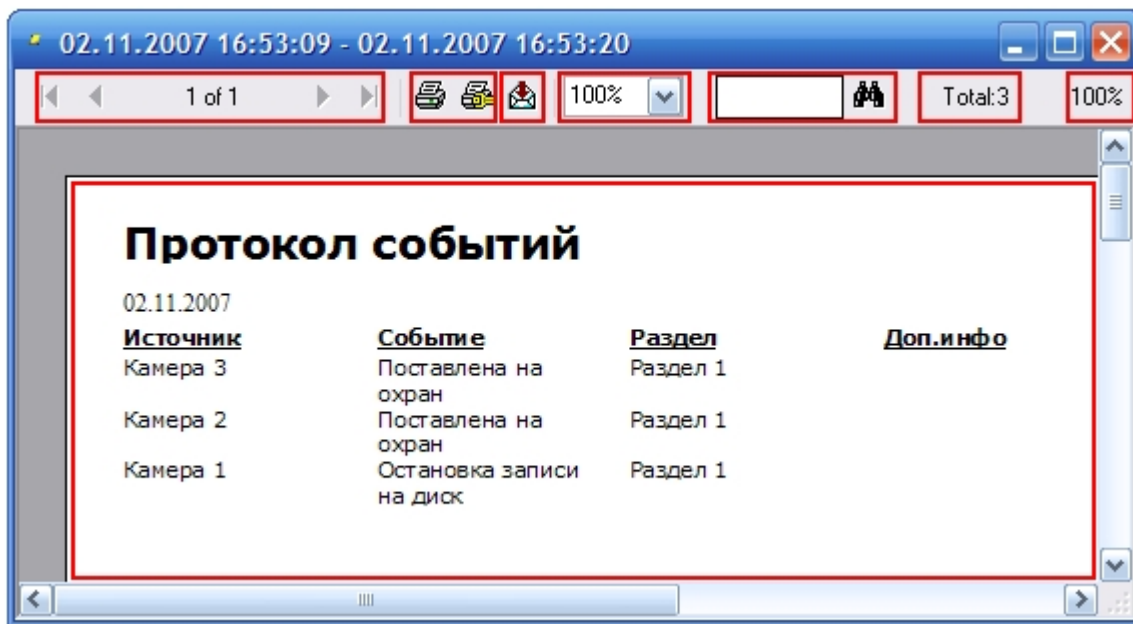 02.11.2007 16:53:09 - 02.11.2007 16:53:20
1 of 1 100% Total:3 100%
Протокол событий
02.11.2007
Источник Событие Раздел Доп.инфо
Камера 3 Поставлена на Раздел 1
охран
Камера 2 Поставлена на Раздел 1
охран
Камера 1 Остановка записи Раздел 1
на диск